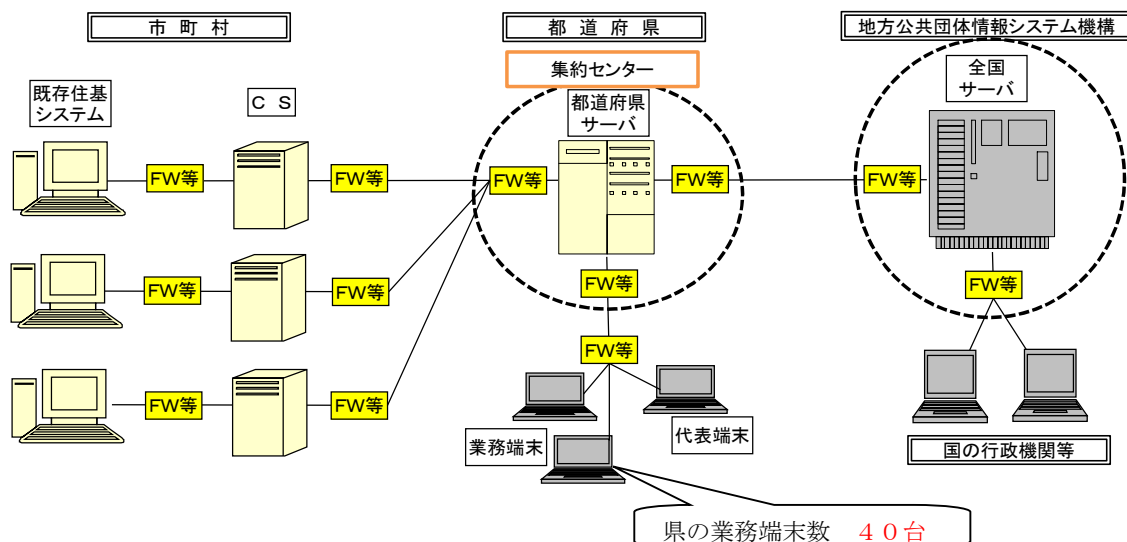 市 町 村
都 道 府 県
地方公共団体情報システム機構
集約センター
既存住基
システム
C S
都道府県
サーバ
全国
サーバ
FW等
FW等
FW等
FW等
FW等
FW等
FW等
FW等
FW等
FW等
FW等
FW等
FW等
業務端末
代表端末
国の行政機関等
県の業務端末数 40台